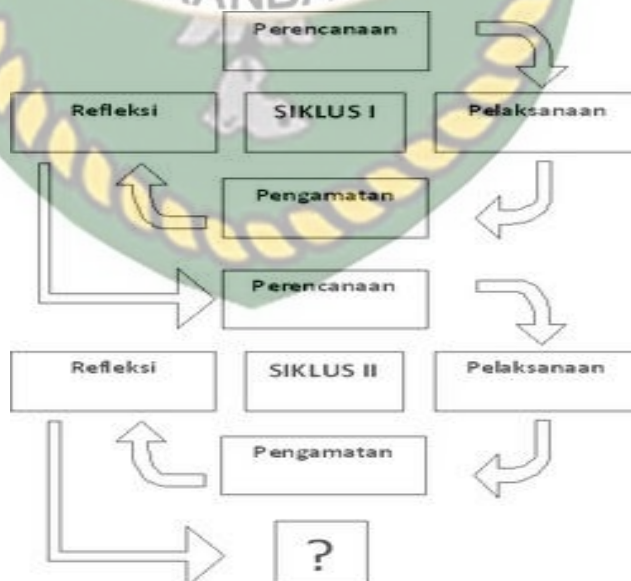 Perencanaan
Refleksi
SIKLUS I
Pelaksanaan
Pengamatan
Perencanaan
Refleksi
SIKLUS II
Pelaksanaan
Pengamatan
?